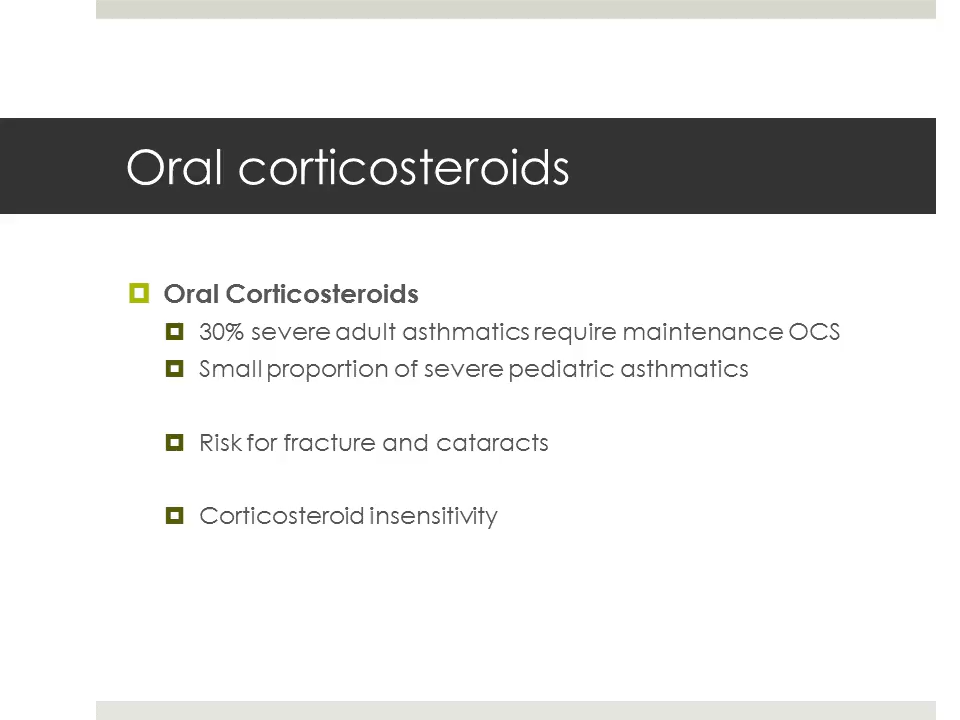 Oral corticosteroids
Oral Corticosteroids
30% severe adult asthmatics require maintenance OCS
Small proportion of severe pediatric asthmatics
Risk for fracture and cataracts
Corticosteroid insensitivity